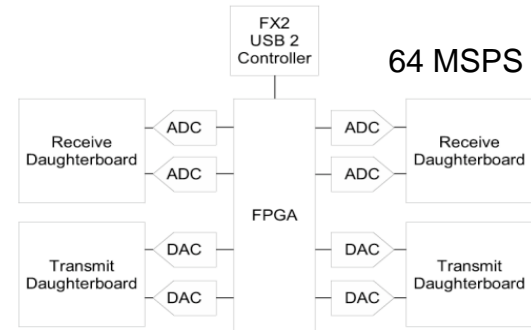 FX2
USB 2
Controller
64 MSPS
Receive
Daughterboard
ADC
ADC
ADC
ADC
Receive
Daughterboard
FPGA
Transmit
Daughterboard
DAC
DAC
DAC
DAC
Transmit
Daughterboard